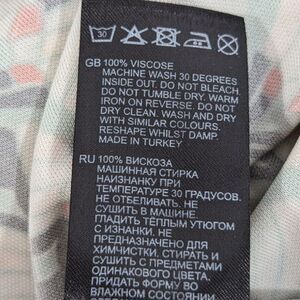 30
GB 100% VISCOSE
MACHINE WASH 30 DEGREES
INSIDE OUT. DO NOT BLEACH.
DO NOT TUMBLE DRY. WARM
IRON ON REVERSE. DO NOT
DRY CLEAN. WASH AND DRY
WITH SIMILAR COLOURS.
RESHAPE WHILST DAMP.
MADE IN TURKEY
RU 100% ВИСКОЗА
МАШИННАЯ СТИРКА
НАИЗНАНКУ ПРИ
ТЕМПЕРАТУРЕ 30 ГРАДУСОВ.
НЕ ОТБЕЛИВАТЬ. НЕ
СУШИТЬ В МАШИНЕ.
ГЛАДИТЬ ТЁПЛЫМ УТЮГОМ
С ИЗНАНКИ. НЕ
ПРЕДНАЗНАЧЕНО ДЛЯ
ХИМЧИСТКИ. СТИРАТЬ И
СУШИТЬ С ПРЕДМЕТАМИ
ОДИНАКОВОГО ЦВЕТА.
ПРИДАТЬ ФОРМУ ВО
ВЛАЖНОМ СОСТОЯНИИ